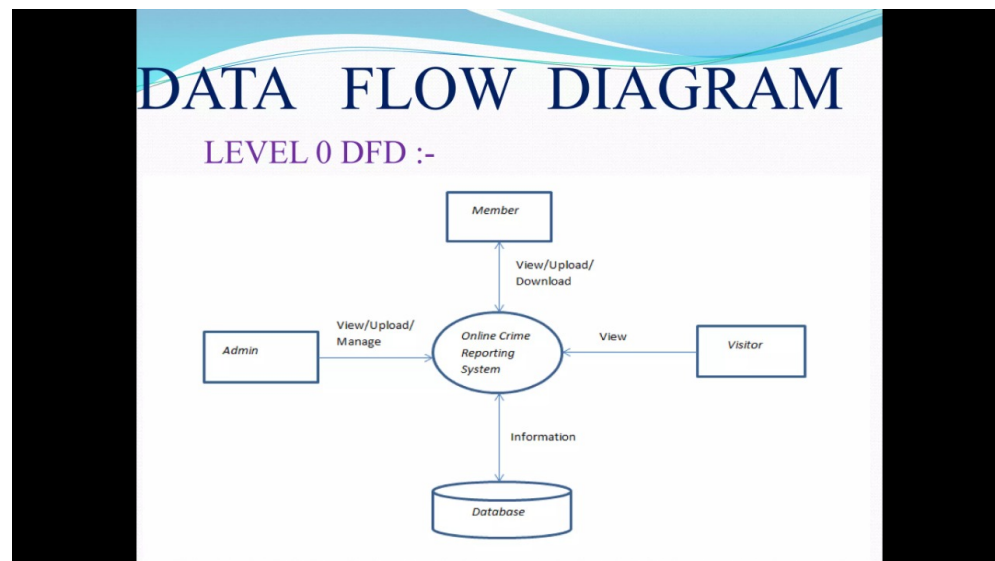 DATA FLOW DIAGRAM
LEVEL 0 DFD :-
Member
View/Upload/
Download
Admin
View/Upload/
Manage
Online Crime
Reporting
System
View
Visitor
Information
Database